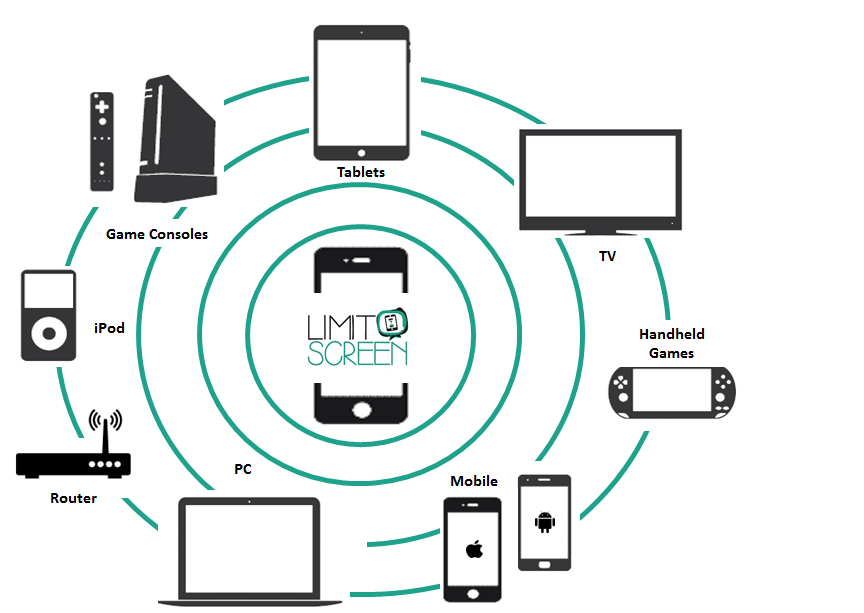 Tablets
Game Consoles
TV
iPod
LIMIT
SCREEN
Handheld
Games
PC
Mobile
Router